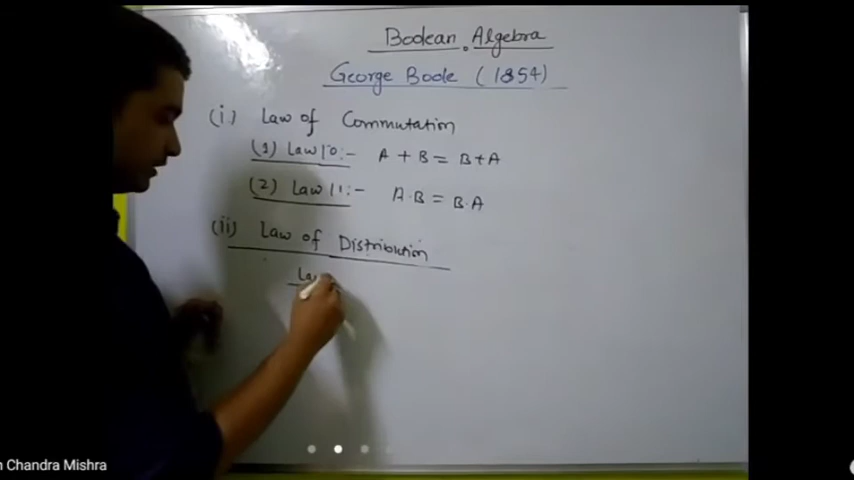 Boolean Algebra
George Boole (1854)
(i) Law of Commutation
(1) Law 10:- A + B = B + A
(2) Law 11:- A.B = B.A
(ii) Law of Distribution
La
Chandra Mishra